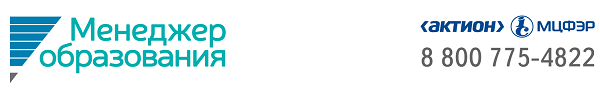 Менеджер
образования
‹актион› МЦФЭР
8 800 775-4822